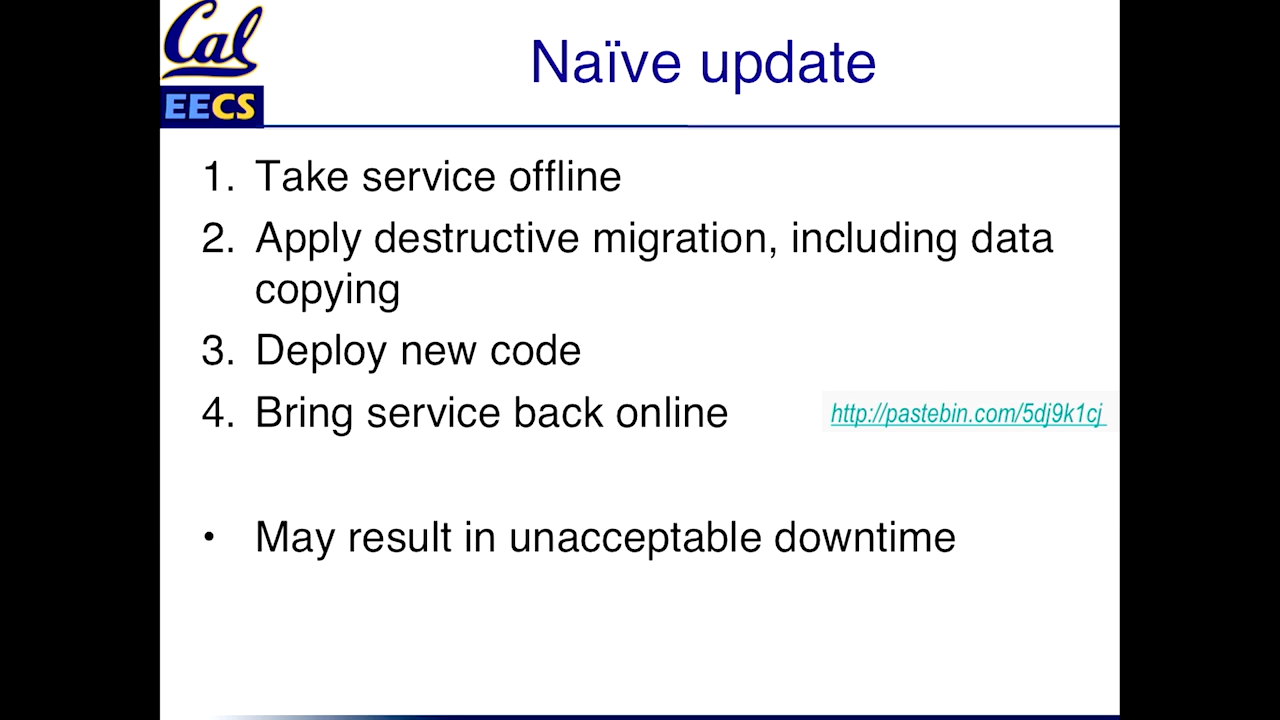 Cal
EECS
Naïve update
1. Take service offline
2. Apply destructive migration, including data
copying
3. Deploy new code
4. Bring service back online
http://pastebin.com/5dj9k1cj
• May result in unacceptable downtime